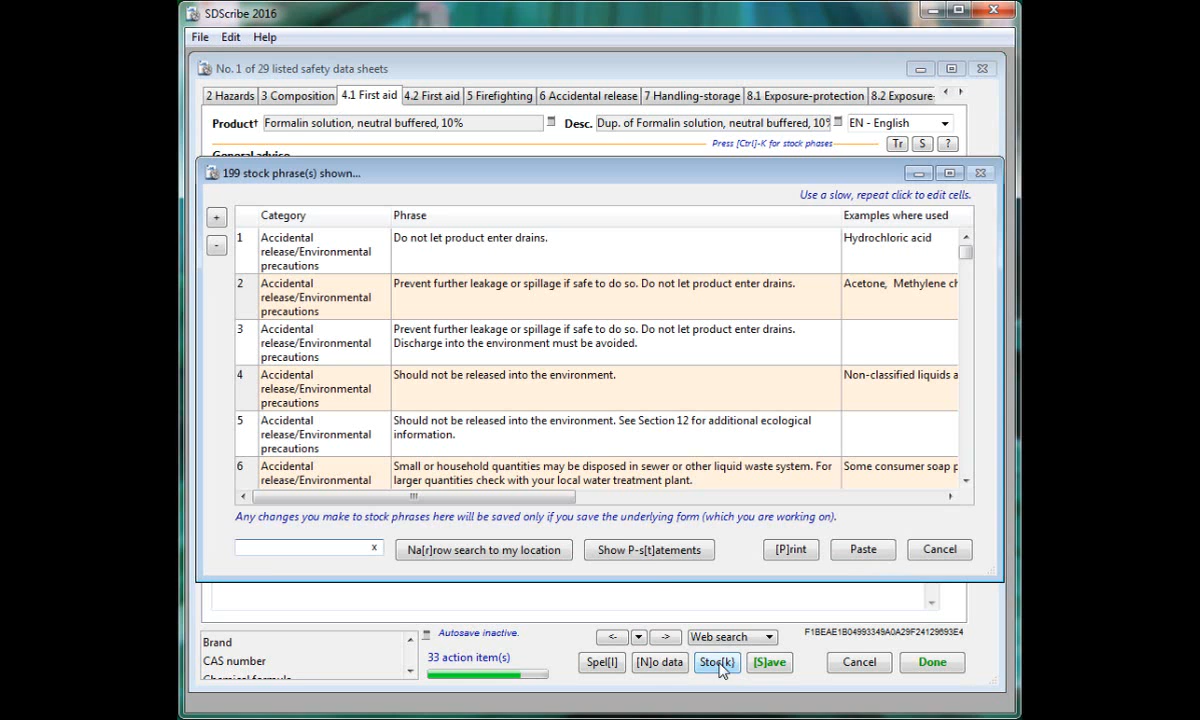 SDScribe 2016
File Edit Help
No. 1 of 29 listed safety data sheets
2 Hazards 3 Composition 4.1 First aid 4.2 First aid 5 Firefighting 6 Accidental release 7 Handling-storage 8.1 Exposure-protection 8.2 Exposure-
Product† Formalin solution, neutral buffered, 10% Desc. Dup. of Formalin solution, neutral buffered, 10% EN - English
Press [Ctrl]-K for stock phases Tr S ?
General advice
199 stock phrase(s) shown...
Use a slow, repeat click to edit cells.
+
-
Category Phrase Examples where used
1 Accidental release/Environmental precautions Do not let product enter drains. Hydrochloric acid
2 Accidental release/Environmental precautions Prevent further leakage or spillage if safe to do so. Do not let product enter drains. Acetone, Methylene ch
3 Accidental release/Environmental precautions Prevent further leakage or spillage if safe to do so. Do not let product enter drains. Discharge into the environment must be avoided.
4 Accidental release/Environmental precautions Should not be released into the environment. Non-classified liquids a
5 Accidental release/Environmental precautions Should not be released into the environment. See Section 12 for additional ecological information.
6 Accidental release/Environmental Small or household quantities may be disposed in sewer or other liquid waste system. For larger quantities check with your local water treatment plant. Some consumer soap p
Any changes you make to stock phrases here will be saved only if you save the underlying form (which you are working on).
x Na[r]row search to my location Show P-s[t]atements [P]rint Paste Cancel
Brand
CAS number
Chemical formula
Autosave inactive.
33 action item(s)
<- -> Web search F1BEAE1B04993349A0A29F24129693E4
Spel[l] [N]o data Stoc[k] [S]ave Cancel Done